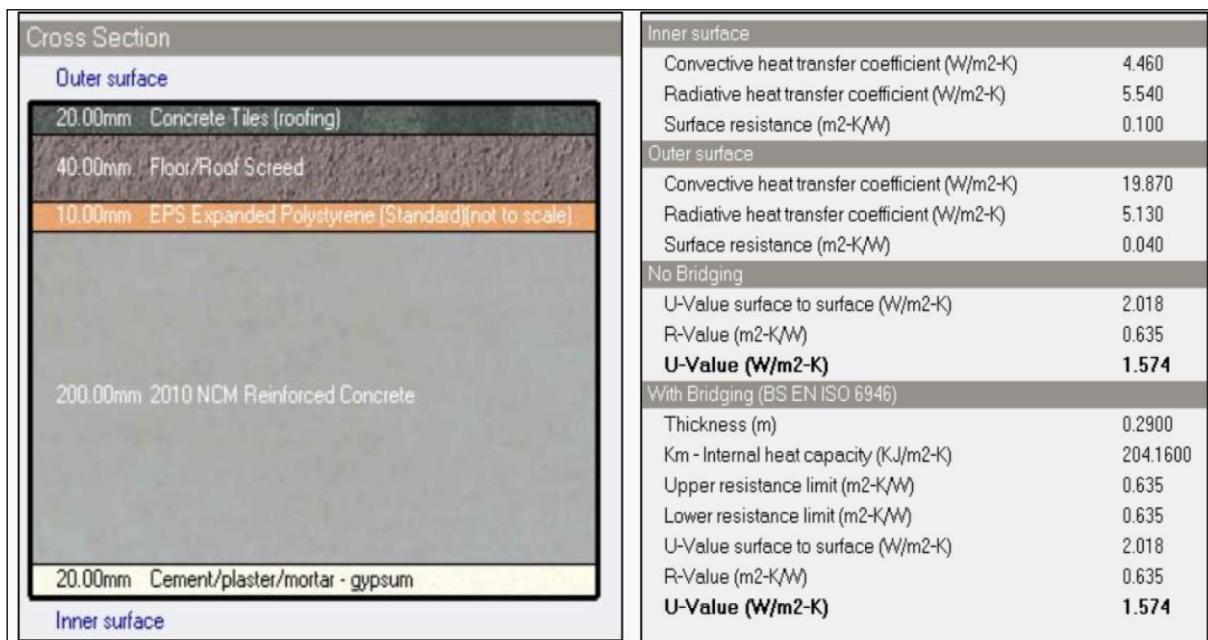 Cross Section
Outer surface
20.00mm Concrete Tiles (roofing)
40.00mm Floor/Roof Screed
10.00mm EPS Expanded Polystyrene (Standard)(not to scale)
200.00mm 2010 NCM Reinforced Concrete
20.00mm Cement/plaster/mortar - gypsum
Inner surface
Inner surface
Convective heat transfer coefficient (W/m2-K) 4.460
Radiative heat transfer coefficient (W/m2-K) 5.540
Surface resistance (m2-K/W) 0.100
Outer surface
Convective heat transfer coefficient (W/m2-K) 19.870
Radiative heat transfer coefficient (W/m2-K) 5.130
Surface resistance (m2-K/W) 0.040
No Bridging
U-Value surface to surface (W/m2-K) 2.018
R-Value (m2-K/W) 0.635
U-Value (W/m2-K) 1.574
With Bridging (BS EN ISO 6946)
Thickness (m) 0.2900
Km - Internal heat capacity (KJ/m2-K) 204.1600
Upper resistance limit (m2-K/W) 0.635
Lower resistance limit (m2-K/W) 0.635
U-Value surface to surface (W/m2-K) 2.018
R-Value (m2-K/W) 0.635
U-Value (W/m2-K) 1.574